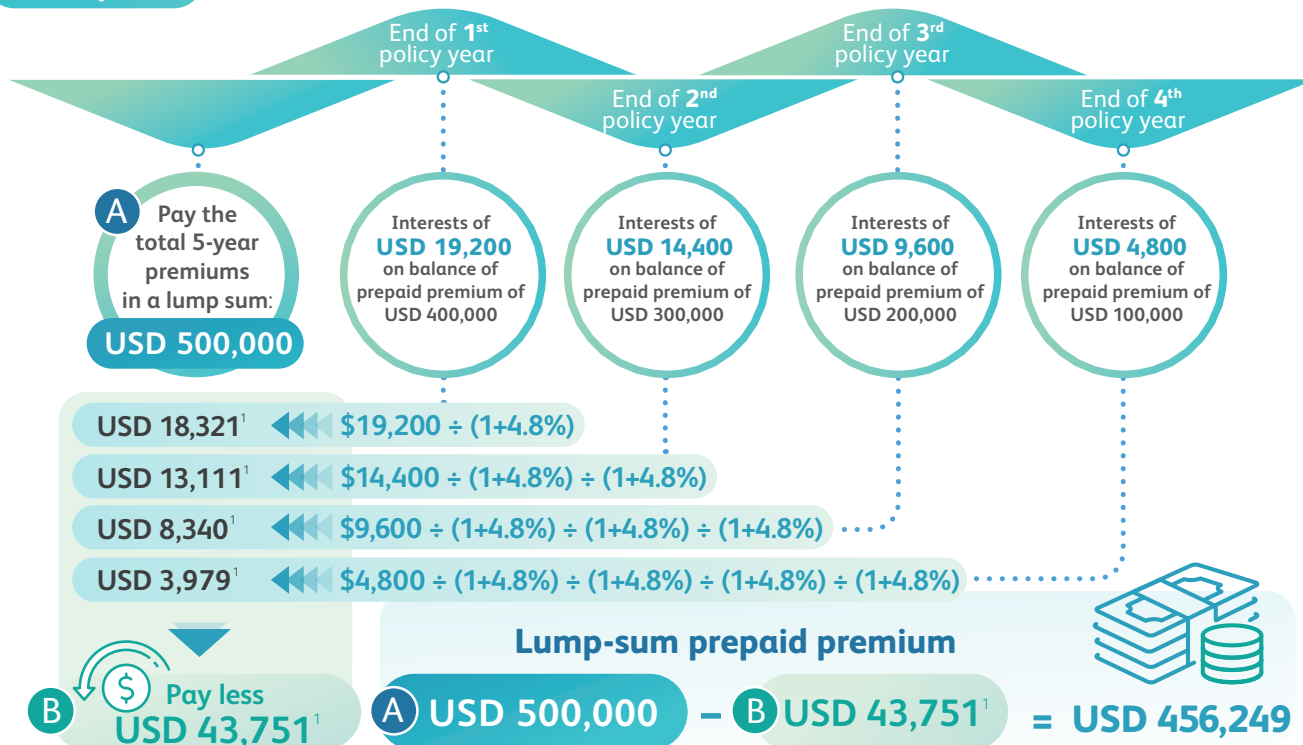 End of 1st
policy year
End of 3rd
policy year
End of 2nd
policy year
End of 4th
policy year
A
Pay the
total 5-year
premiums
in a lump sum:
USD 500,000
Interests of
USD 19,200
on balance of
prepaid premium of
USD 400,000
Interests of
USD 14,400
on balance of
prepaid premium of
USD 300,000
Interests of
USD 9,600
on balance of
prepaid premium of
USD 200,000
Interests of
USD 4,800
on balance of
prepaid premium of
USD 100,000
USD 18,321¹ $19,200 ÷ (1+4.8%)
USD 13,111¹ $14,400 ÷ (1+4.8%) ÷ (1+4.8%)
USD 8,340¹ $9,600 ÷ (1+4.8%) ÷ (1+4.8%) ÷ (1+4.8%)
USD 3,979¹ $4,800 ÷ (1+4.8%) ÷ (1+4.8%) ÷ (1+4.8%) ÷ (1+4.8%)
$
B Pay less
USD 43,751¹
Lump-sum prepaid premium
A USD 500,000 – B USD 43,751¹ = USD 456,249